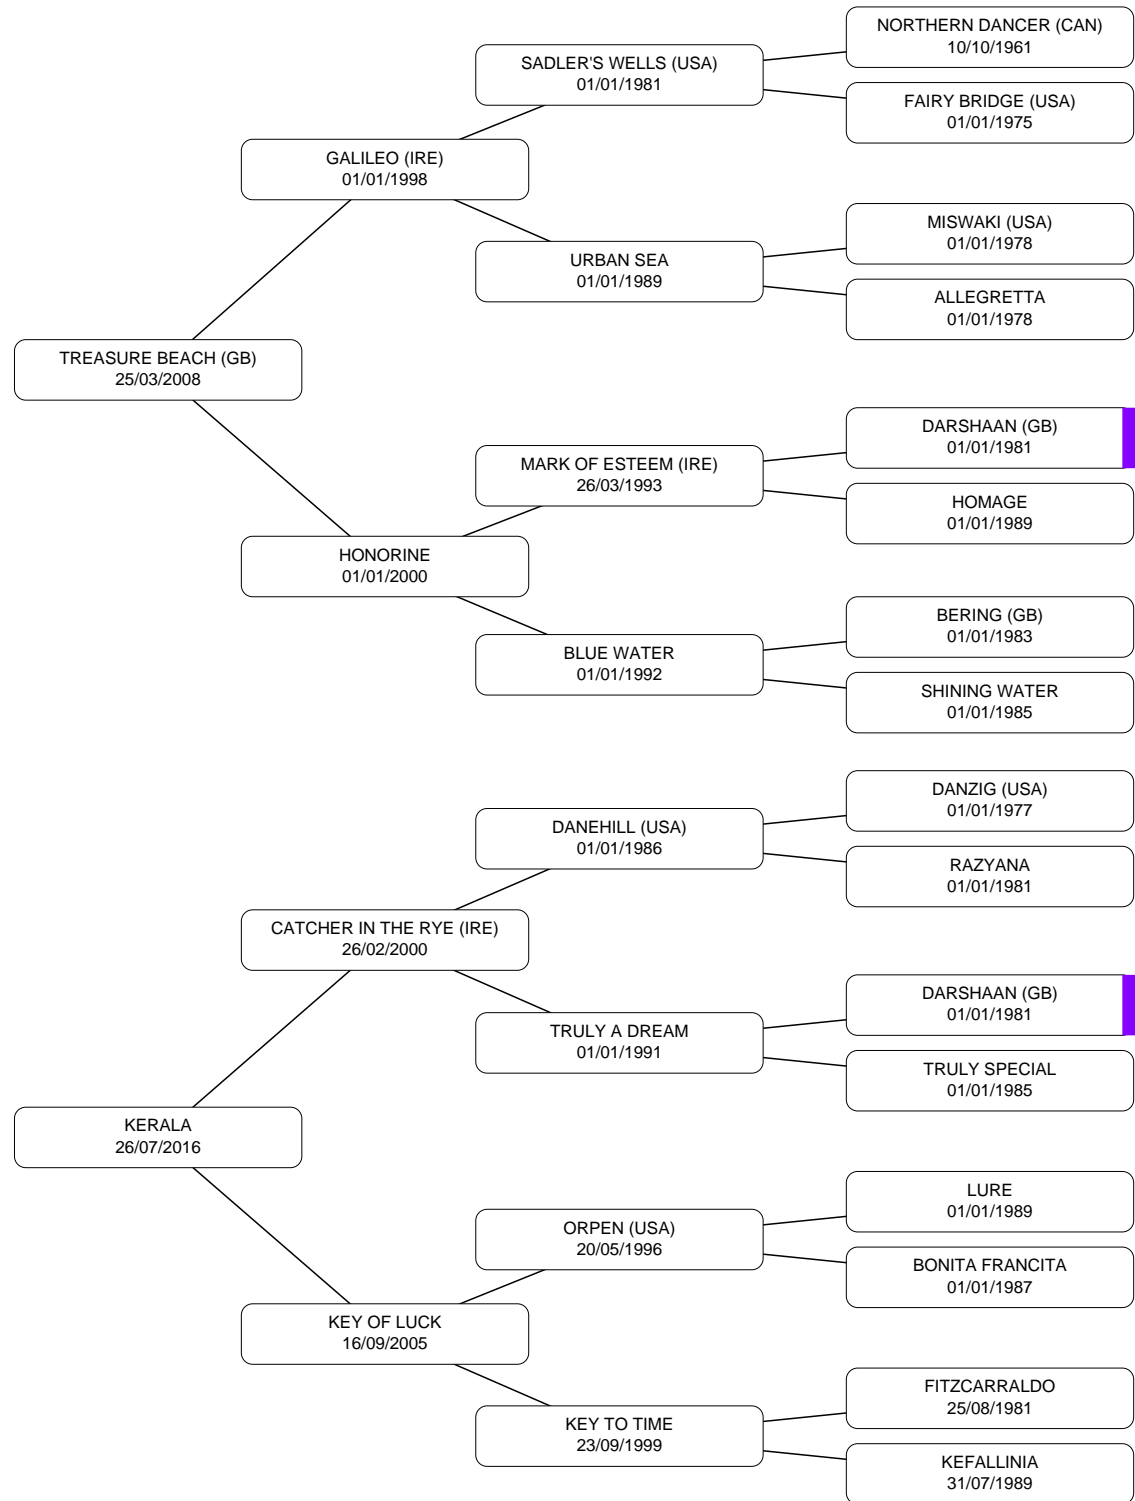 NORTHERN DANCER (CAN)
10/10/1961
SADLER'S WELLS (USA)
01/01/1981
FAIRY BRIDGE (USA)
01/01/1975
GALILEO (IRE)
01/01/1998
MISWAKI (USA)
01/01/1978
URBAN SEA
01/01/1989
ALLEGRETTA
01/01/1978
TREASURE BEACH (GB)
25/03/2008
DARSHAAN (GB)
01/01/1981
MARK OF ESTEEM (IRE)
26/03/1993
HOMAGE
01/01/1989
HONORINE
01/01/2000
BERING (GB)
01/01/1983
BLUE WATER
01/01/1992
SHINING WATER
01/01/1985
DANZIG (USA)
01/01/1977
DANEHILL (USA)
01/01/1986
RAZYANA
01/01/1981
CATCHER IN THE RYE (IRE)
26/02/2000
DARSHAAN (GB)
01/01/1981
TRULY A DREAM
01/01/1991
TRULY SPECIAL
01/01/1985
KERALA
26/07/2016
LURE
01/01/1989
ORPEN (USA)
20/05/1996
BONITA FRANCITA
01/01/1987
KEY OF LUCK
16/09/2005
FITZCARRALDO
25/08/1981
KEY TO TIME
23/09/1999
KEFALLINIA
31/07/1989